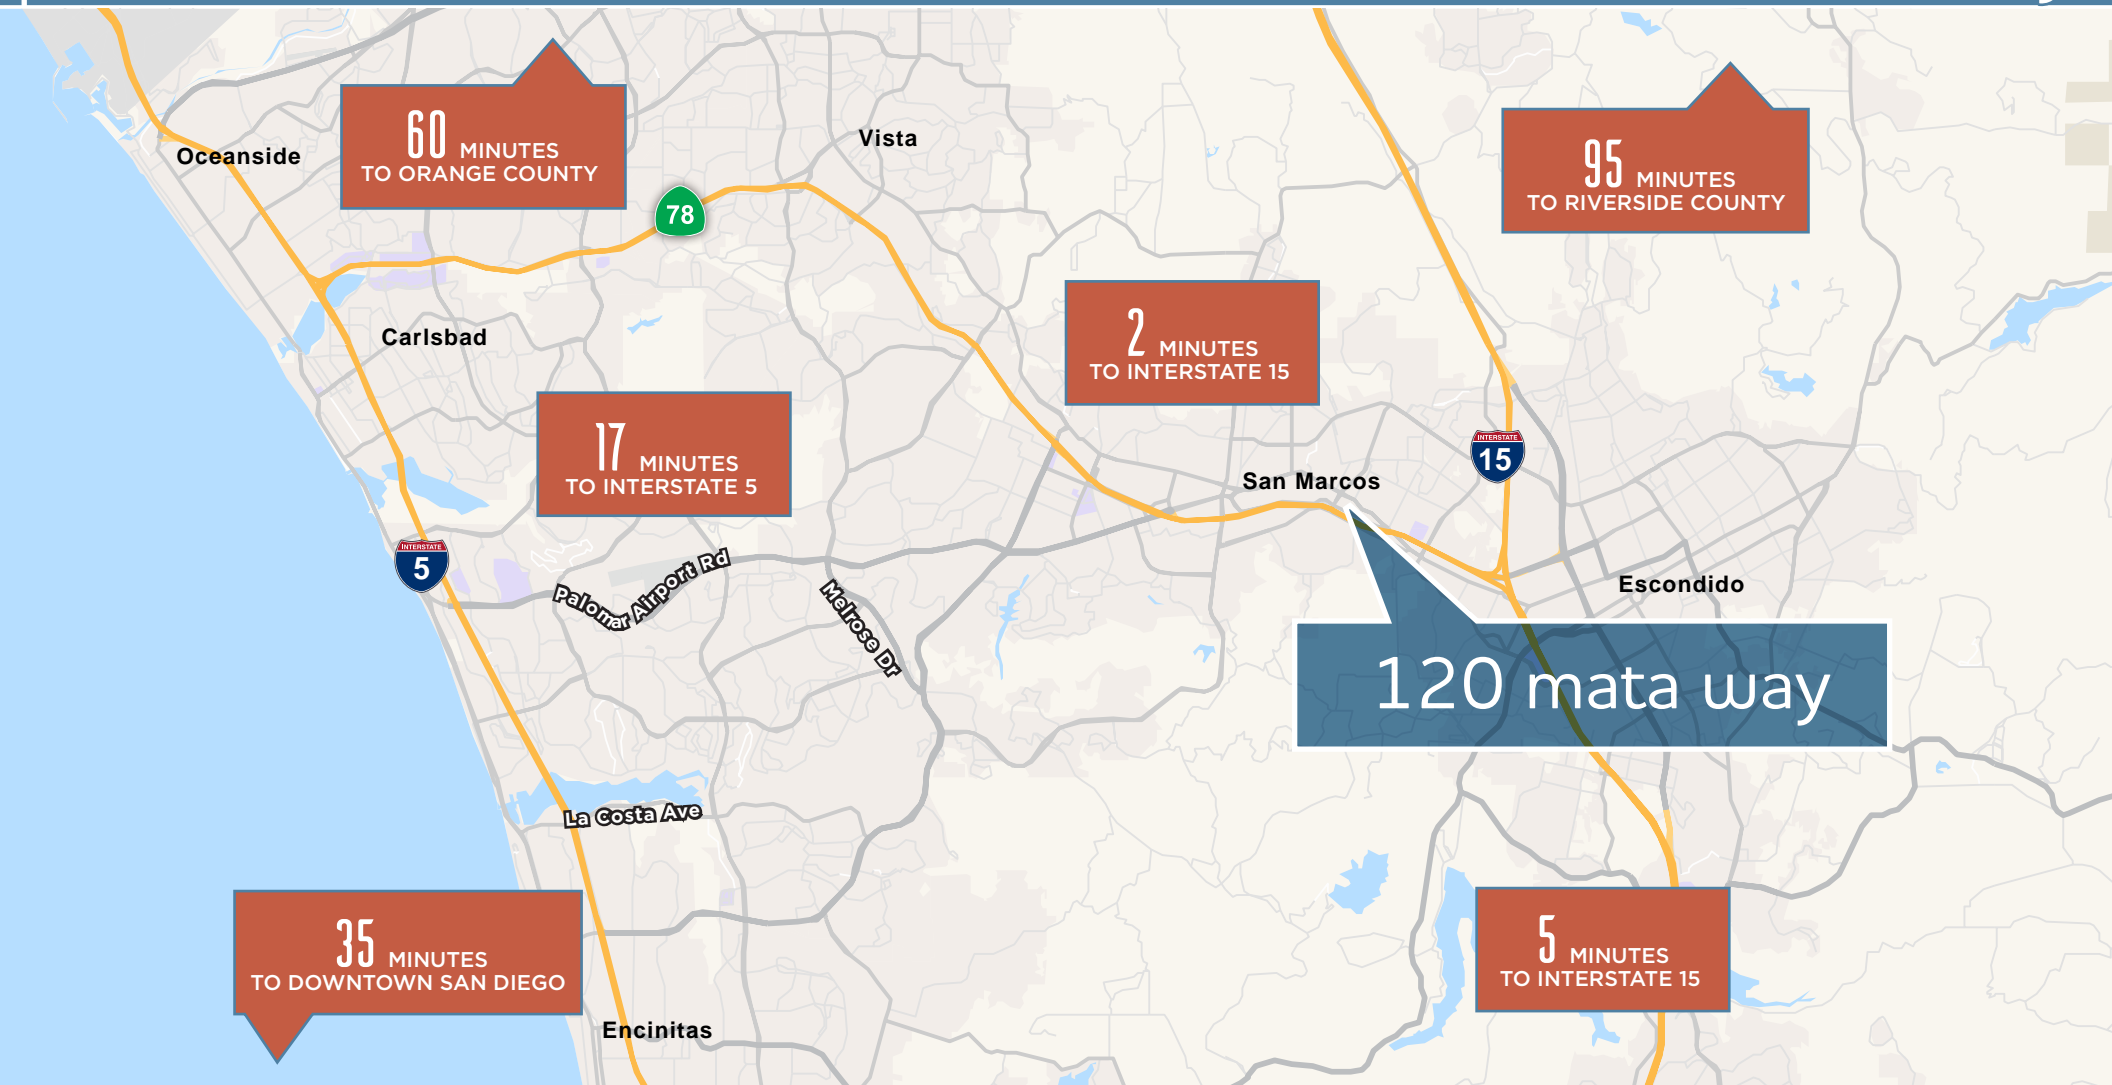 60 MINUTES
TO ORANGE COUNTY
Vista
95 MINUTES
TO RIVERSIDE COUNTY
Oceanside
78
2 MINUTES
TO INTERSTATE 15
Carlsbad
17 MINUTES
TO INTERSTATE 5
INTERSTATE
15
San Marcos
INTERSTATE
5
Palomar Airport Rd
Melrose Dr
Escondido
120 mata way
La Costa Ave
35 MINUTES
TO DOWNTOWN SAN DIEGO
5 MINUTES
TO INTERSTATE 15
Encinitas